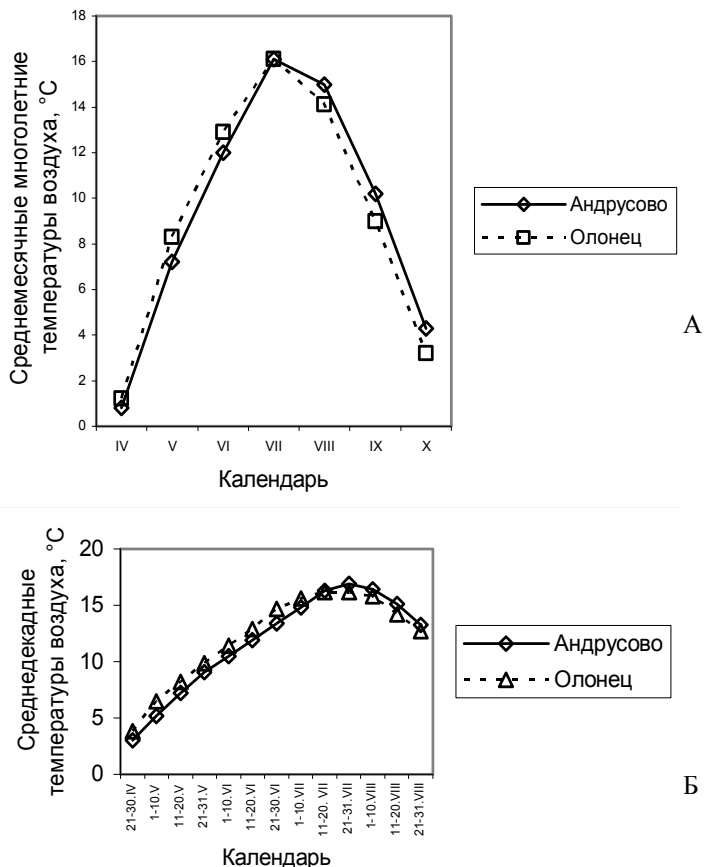 Среднемесячные многолетние
температуры воздуха, °С
18
16
14
12
10
8
6
4
2
0
IV V VI VII VIII IX X
Календарь
Андрусово
Олонец
А
Среднедекадные
температуры воздуха, °С
20
15
10
5
0
21-30.IV
1-10.V
11-20.V
21-31.V
1-10.VI
11-20.VI
21-30.VI
1-10.VII
11-20. VII
21-31.VII
1-10.VIII
11-20.VIII
21-31.VIII
Календарь
Андрусово
Олонец
Б